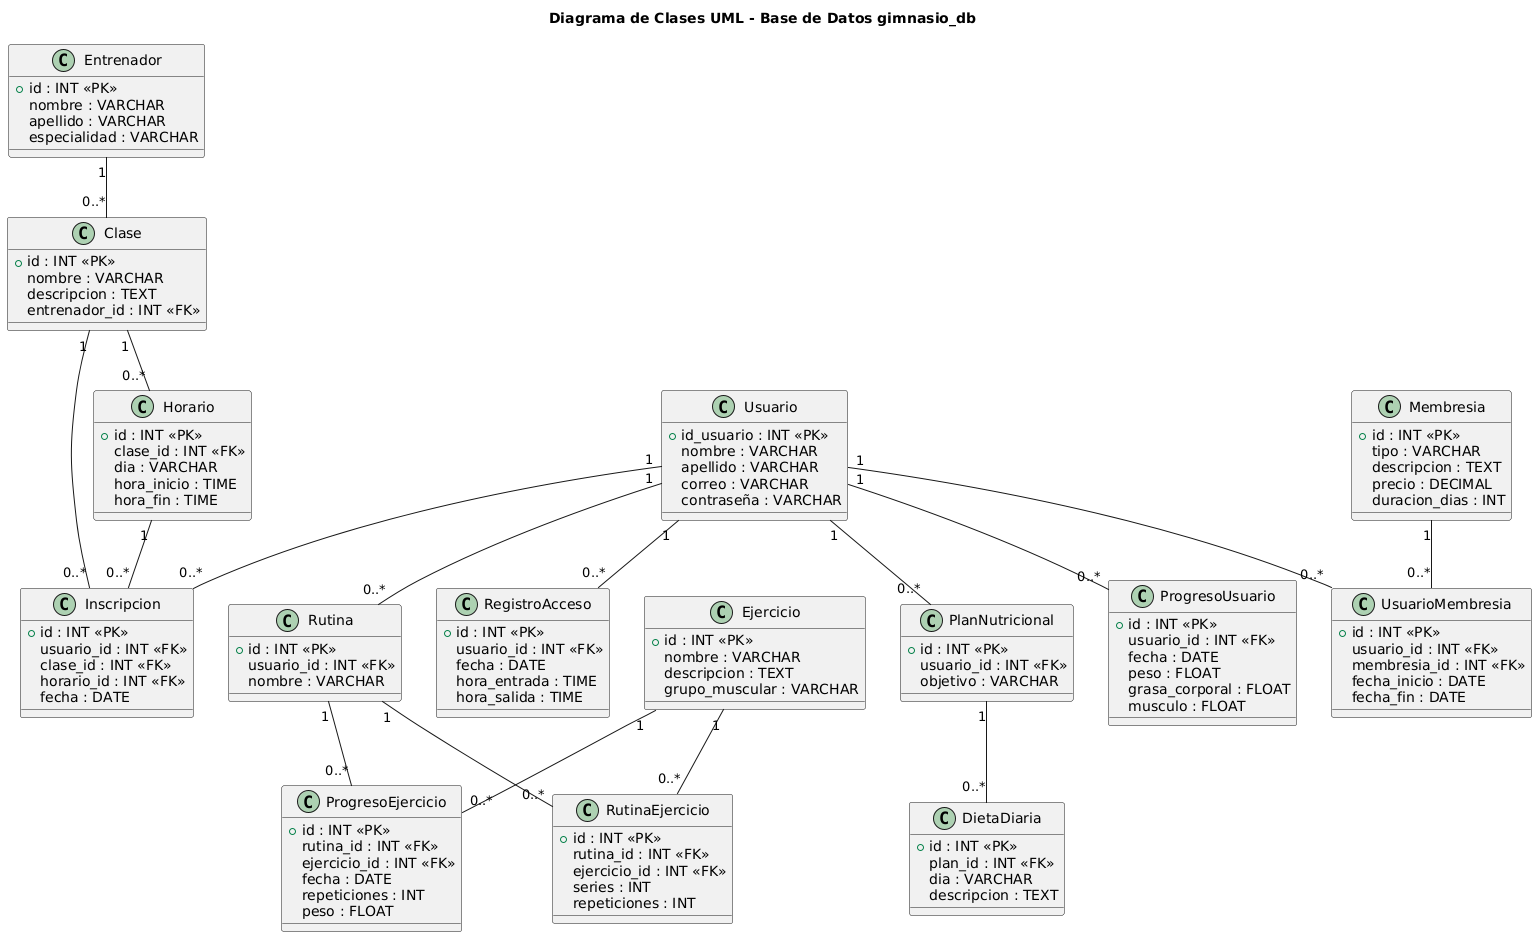 Diagrama de Clases UML - Base de Datos gimnasio_db
C Entrenador
id : INT «PK»
nombre : VARCHAR
apellido : VARCHAR
especialidad : VARCHAR
1
0..*
C Clase
id : INT «PK»
nombre : VARCHAR
descripcion : TEXT
entrenador_id : INT «FK»
1
1
0..*
C Horario
id : INT «PK»
clase_id : INT «FK»
dia : VARCHAR
hora_inicio : TIME
hora_fin : TIME
C Usuario
id_usuario : INT «PK»
nombre : VARCHAR
apellido : VARCHAR
correo : VARCHAR
contraseña : VARCHAR
C Membresia
id : INT «PK»
tipo : VARCHAR
descripcion : TEXT
precio : DECIMAL
duracion_dias : INT
1
1
1
1
1
1
1
1
0..*
0..*
0..*
0..*
0..*
0..*
0..*
0..*
0..*
C Inscripcion
id : INT «PK»
usuario_id : INT «FK»
clase_id : INT «FK»
horario_id : INT «FK»
fecha : DATE
C Rutina
id : INT «PK»
usuario_id : INT «FK»
nombre : VARCHAR
C RegistroAcceso
id : INT «PK»
usuario_id : INT «FK»
fecha : DATE
hora_entrada : TIME
hora_salida : TIME
C Ejercicio
id : INT «PK»
nombre : VARCHAR
descripcion : TEXT
grupo_muscular : VARCHAR
C PlanNutricional
id : INT «PK»
usuario_id : INT «FK»
objetivo : VARCHAR
C ProgresoUsuario
id : INT «PK»
usuario_id : INT «FK»
fecha : DATE
peso : FLOAT
grasa_corporal : FLOAT
musculo : FLOAT
C UsuarioMembresia
id : INT «PK»
usuario_id : INT «FK»
membresia_id : INT «FK»
fecha_inicio : DATE
fecha_fin : DATE
1
1
1
1
1
0..*
0..*
0..*
0..*
0..*
C ProgresoEjercicio
id : INT «PK»
rutina_id : INT «FK»
ejercicio_id : INT «FK»
fecha : DATE
repeticiones : INT
peso : FLOAT
C RutinaEjercicio
id : INT «PK»
rutina_id : INT «FK»
ejercicio_id : INT «FK»
series : INT
repeticiones : INT
C DietaDiaria
id : INT «PK»
plan_id : INT «FK»
dia : VARCHAR
descripcion : TEXT